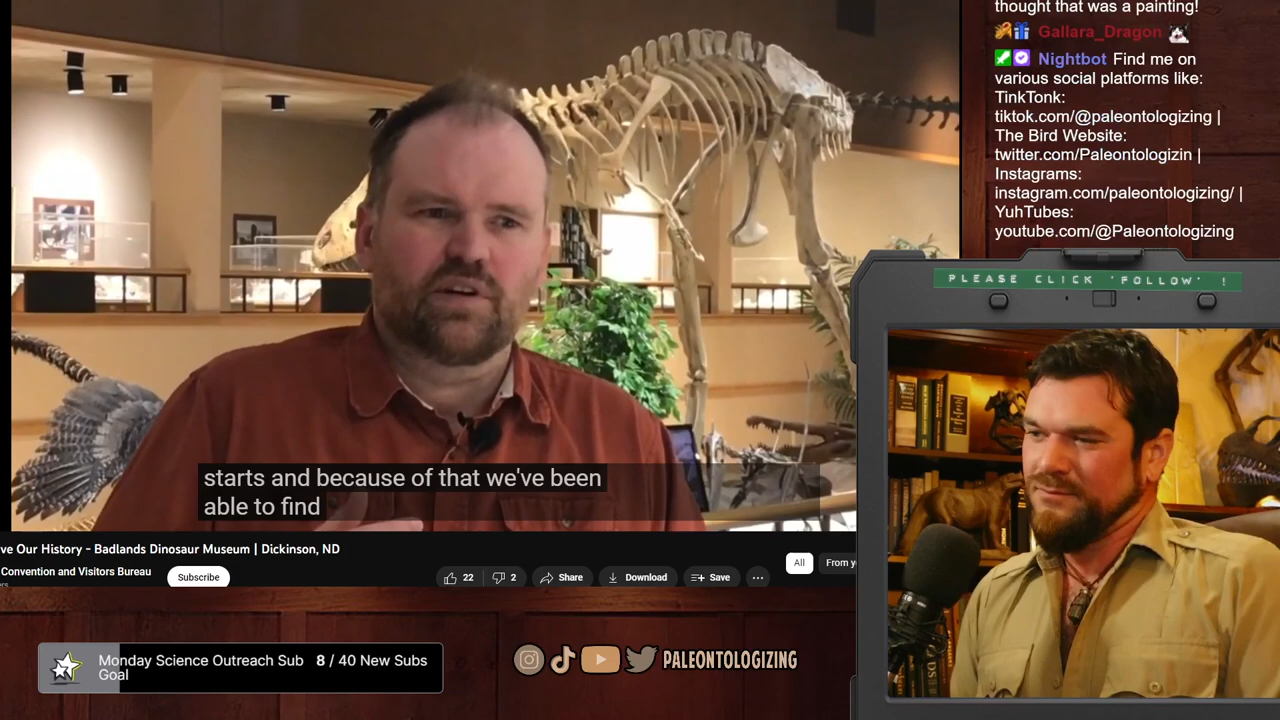 thought that was a painting!
Gallara_Dragon
Nightbot Find me on
various social platforms like:
TinkTonk:
tiktok.com/@paleontologizing |
The Bird Website:
twitter.com/Paleontologizin |
Instagrams:
instagram.com/paleontologizing/ |
YuhTubes:
youtube.com/@Paleontologizing
PLEASE CLICK 'FOLLOW' !
starts and because of that we've been
able to find
ve Our History - Badlands Dinosaur Museum | Dickinson, ND
Convention and Visitors Bureau
Subscribe
22
2
Share
Download
Save
All
From y
Monday Science Outreach Sub
Goal
8 / 40 New Subs
PALEONTOLOGIZING